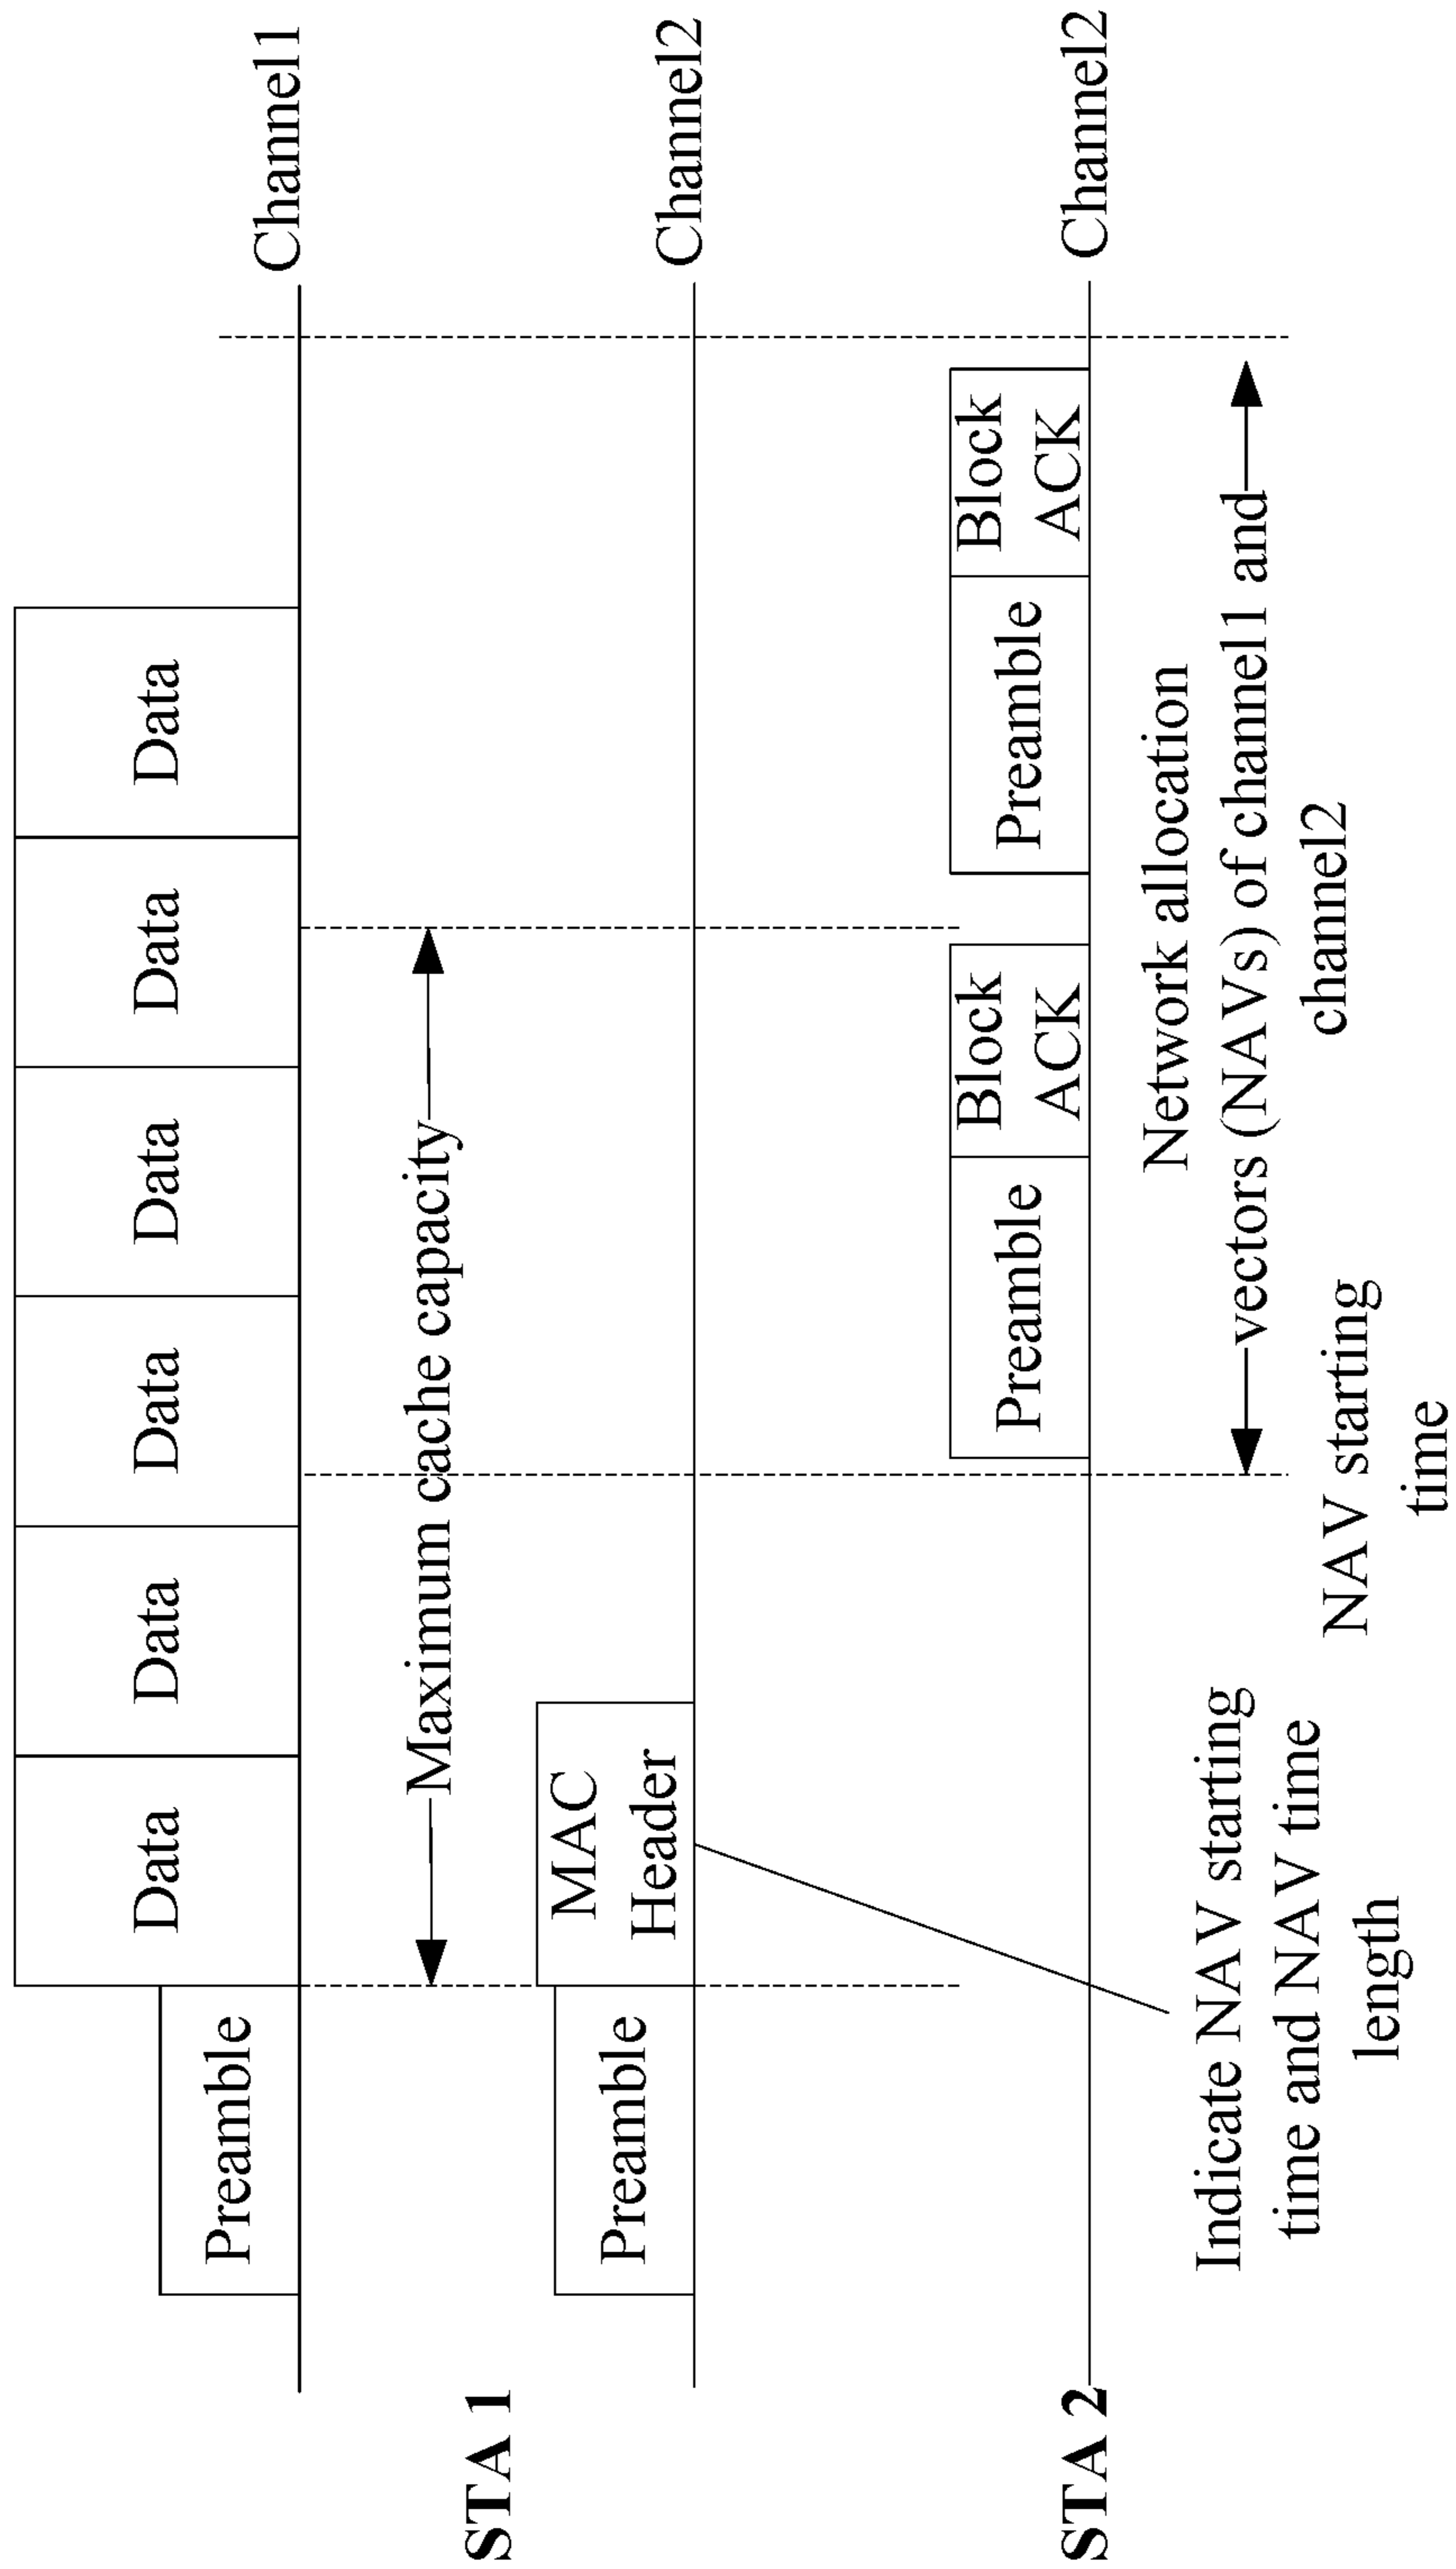 Preamble
Data
Data
Data
Data
Data
Data
Channel1
Maximum cache capacity
STA 1
Preamble
MAC
Header
Channel2
STA 2
Preamble
Block
ACK
Preamble
Block
ACK
Channel2
Indicate NAV starting
time and NAV time
length
NAV starting
time
Network allocation
vectors (NAVs) of channel1 and
channel2